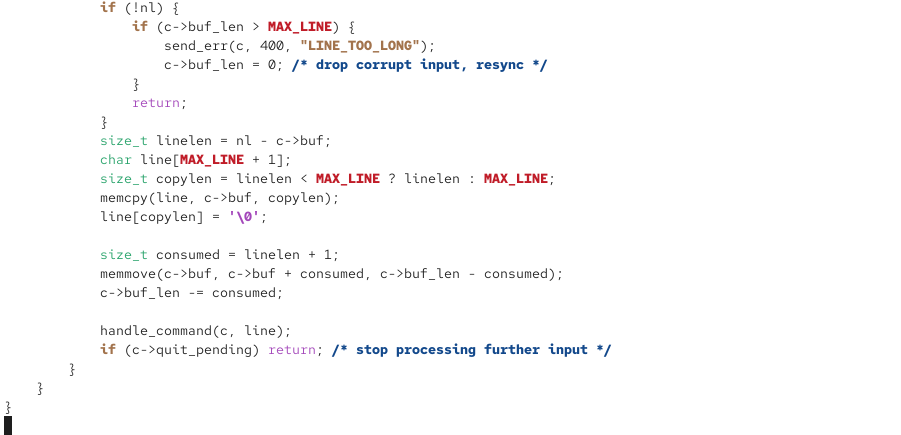 if (!nl) {
if (c->buf_len > MAX_LINE) {
send_err(c, 400, "LINE_TOO_LONG");
c->buf_len = 0; /* drop corrupt input, resync */
}
return;
}
size_t linelen = nl - c->buf;
char line[MAX_LINE + 1];
size_t copylen = linelen < MAX_LINE ? linelen : MAX_LINE;
memcpy(line, c->buf, copylen);
line[copylen] = '\0';
size_t consumed = linelen + 1;
memmove(c->buf, c->buf + consumed, c->buf_len - consumed);
c->buf_len -= consumed;
handle_command(c, line);
if (c->quit_pending) return; /* stop processing further input */
}
}
}